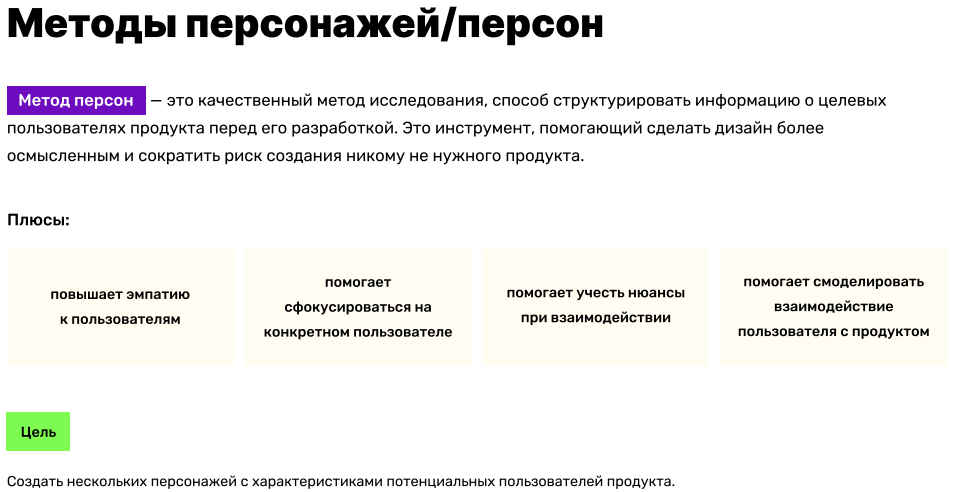 Методы персонажей/персон
Метод персон — это качественный метод исследования, способ структурировать информацию о целевых
пользователях продукта перед его разработкой. Это инструмент, помогающий сделать дизайн более
осмысленным и сократить риск создания никому не нужного продукта.
Плюсы:
повышает эмпатию
к пользователям
помогает
сфокусироваться на
конкретном пользователе
помогает учесть нюансы
при взаимодействии
помогает смоделировать
взаимодействие
пользователя с продуктом
Цель
Создать нескольких персонажей с характеристиками потенциальных пользователей продукта.